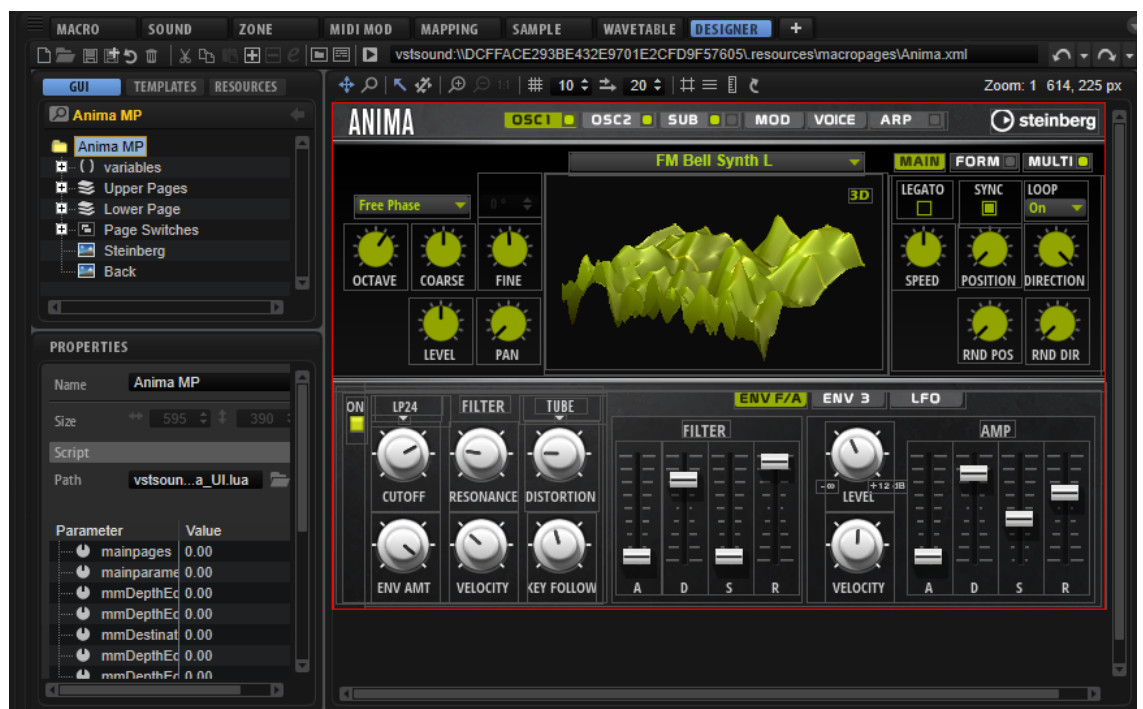 MACRO SOUND ZONE MIDI MOD MAPPING SAMPLE WAVETABLE DESIGNER +
vstsound:\\DCFFACE293BE432E9701E2CFD9F57605\.resources\macropages\Anima.xml
GUI TEMPLATES RESOURCES
10 20 Zoom: 1 614, 225 px
Anima MP
Anima MP
variables
Upper Pages
Lower Page
Page Switches
Steinberg
Back
PROPERTIES
Name Anima MP
Size 595 390
Script
Path vstsoun...a_UI.lua
Parameter Value
mainpages 0.00
mainparame 0.00
mmDepthEc 0.00
mmDepthEc 0.00
mmDestinat 0.00
mmDepthEc 0.00
mmDepthEc 0.00
ANIMA OSC1 OSC2 SUB MOD VOICE ARP steinberg
FM Bell Synth L MAIN FORM MULTI
Free Phase 0° 3D LEGATO SYNC LOOP
On
OCTAVE COARSE FINE SPEED POSITION DIRECTION
LEVEL PAN RND POS RND DIR
ENV F/A ENV 3 LFO
ON LP24 FILTER TUBE
FILTER AMP
CUTOFF RESONANCE DISTORTION
-∞ +12 dB
LEVEL
ENV AMT VELOCITY KEY FOLLOW A D S R VELOCITY A D S R